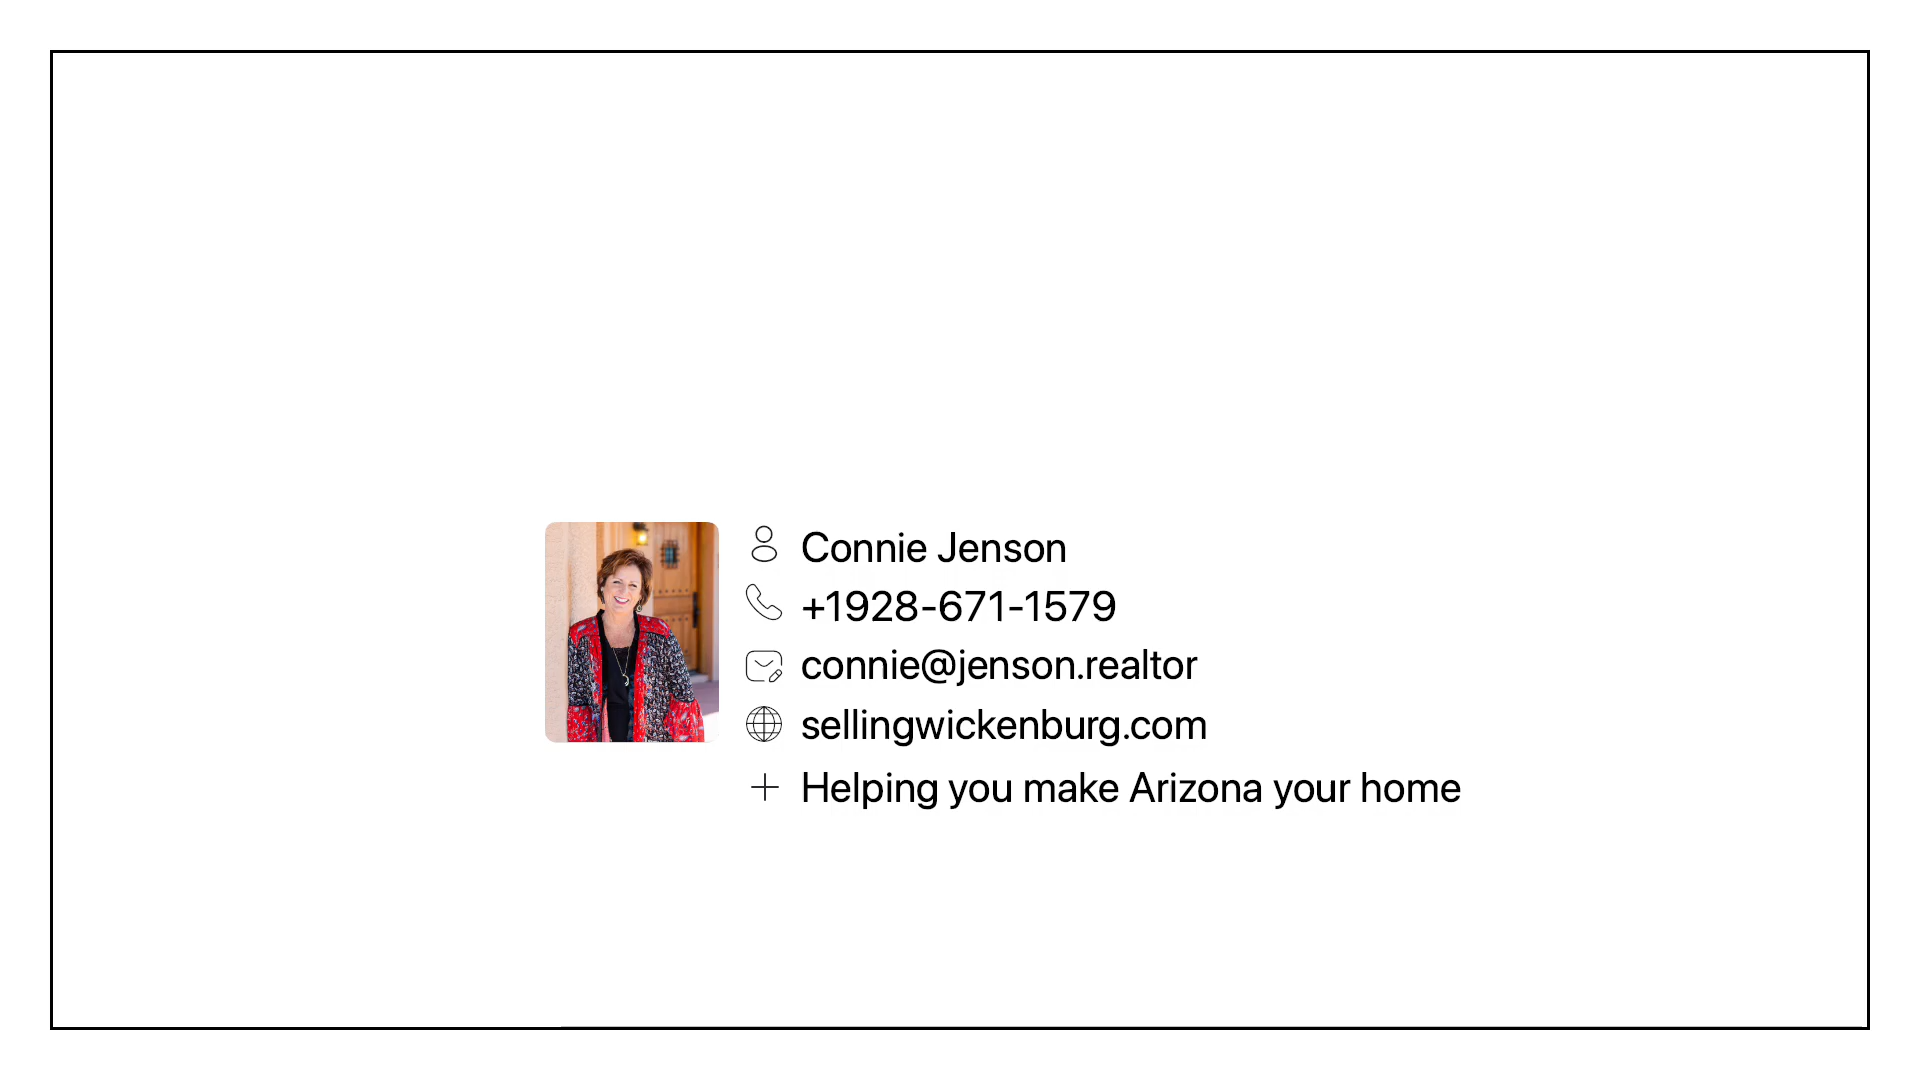 Connie Jenson
+1928-671-1579
connie@jenson.realtor
sellingwickenburg.com
Helping you make Arizona your home